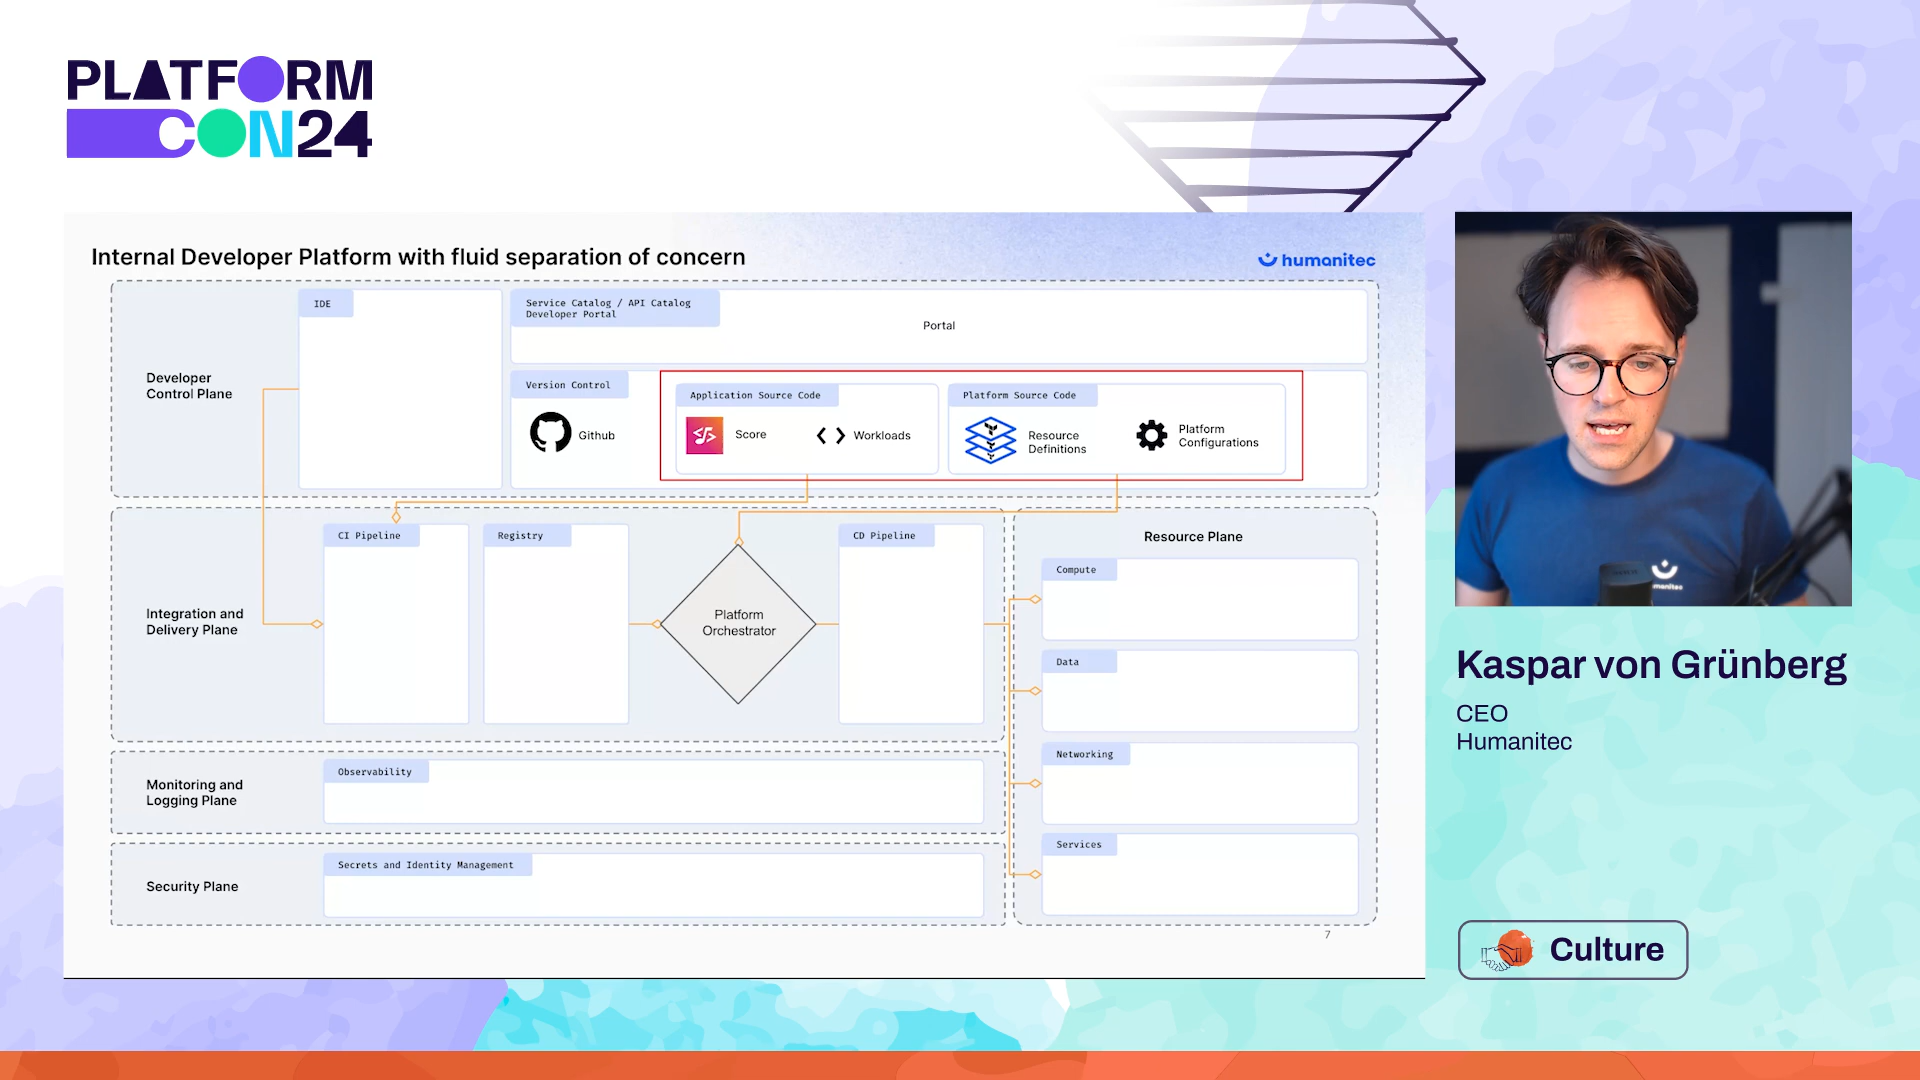 PLATFORM
CON24
Internal Developer Platform with fluid separation of concern
humanitec
Developer
Control Plane
IDE
Service Catalog / API Catalog
Developer Portal
Portal
Version Control
Github
Application Source Code
Score
Workloads
Platform Source Code
Resource
Definitions
Platform
Configurations
Integration and
Delivery Plane
CI Pipeline
Registry
Platform
Orchestrator
CD Pipeline
Resource Plane
Compute
Data
Networking
Services
Monitoring and
Logging Plane
Observability
Security Plane
Secrets and Identity Management
7
Kaspar von Grünberg
CEO
Humanitec
Culture